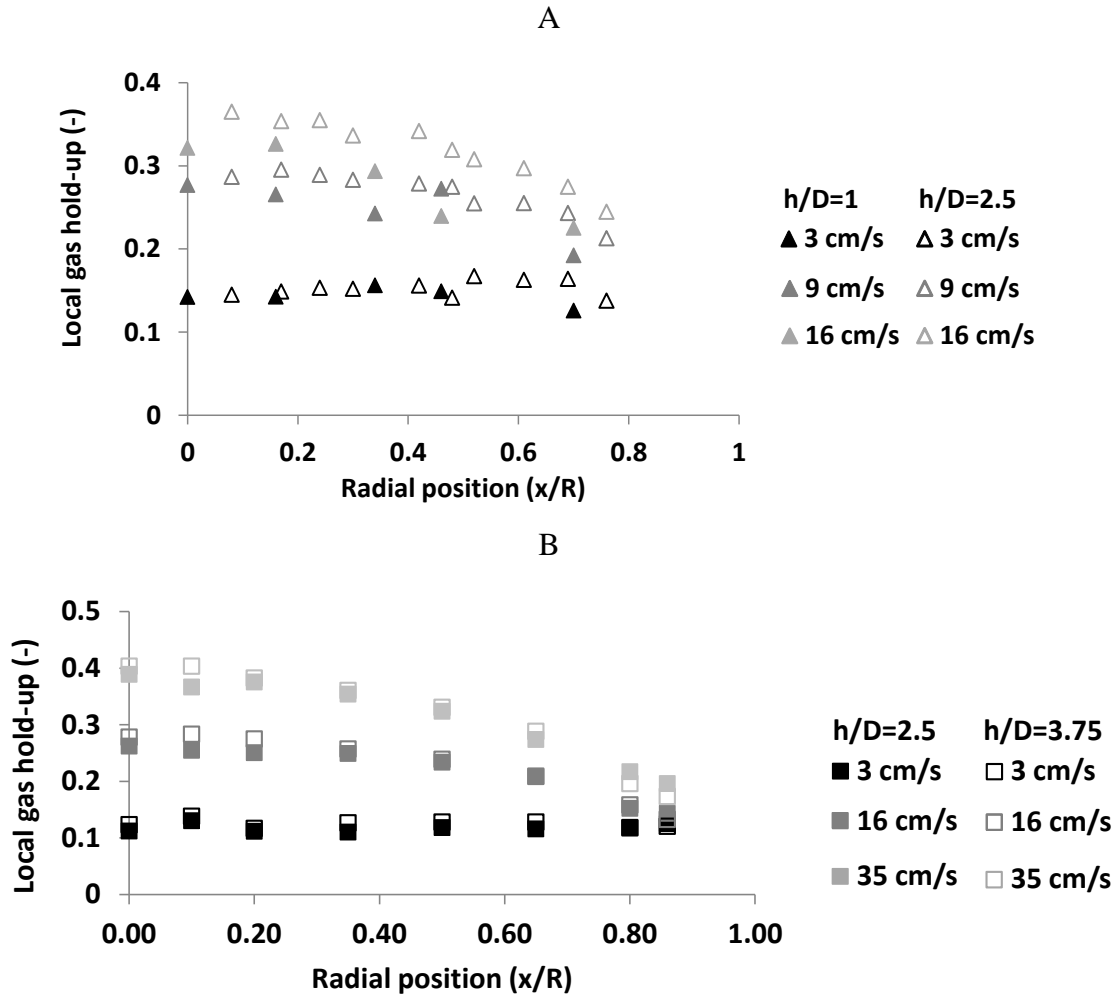 A
0.4
0.3
0.2
0.1
0
Local gas hold-up (-)
0 0.2 0.4 0.6 0.8 1
Radial position (x/R)
h/D=1 h/D=2.5
3 cm/s 3 cm/s
9 cm/s 9 cm/s
16 cm/s 16 cm/s
B
0.5
0.4
0.3
0.2
0.1
0
Local gas hold-up (-)
0.00 0.20 0.40 0.60 0.80 1.00
Radial position (x/R)
h/D=2.5 h/D=3.75
3 cm/s 3 cm/s
16 cm/s 16 cm/s
35 cm/s 35 cm/s